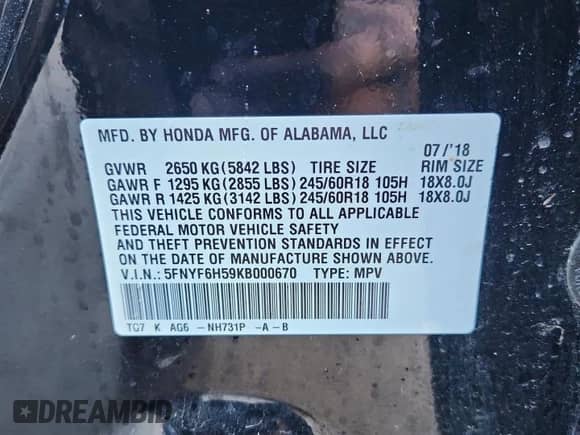 MFD. BY HONDA MFG. OF ALABAMA, LLC
07/'18
GVWR 2650 KG(5842 LBS) TIRE SIZE RIM SIZE
GAWR F 1295 KG(2855 LBS)245/60R18 105H 18X8.0J
GAWR R 1425 KG(3142 LBS)245/60R18 105H 18X8.0J
THIS VEHICLE CONFORMS TO ALL APPLICABLE
FEDERAL MOTOR VEHICLE SAFETY
AND THEFT PREVENTION STANDARDS IN EFFECT
ON THE DATE OF MANUFACTURE SHOWN ABOVE.
V.I.N.: 5FNYF6H59KB000670 TYPE: MPV
TG7 K AG6 -NH731P -A-B
DREAMBID